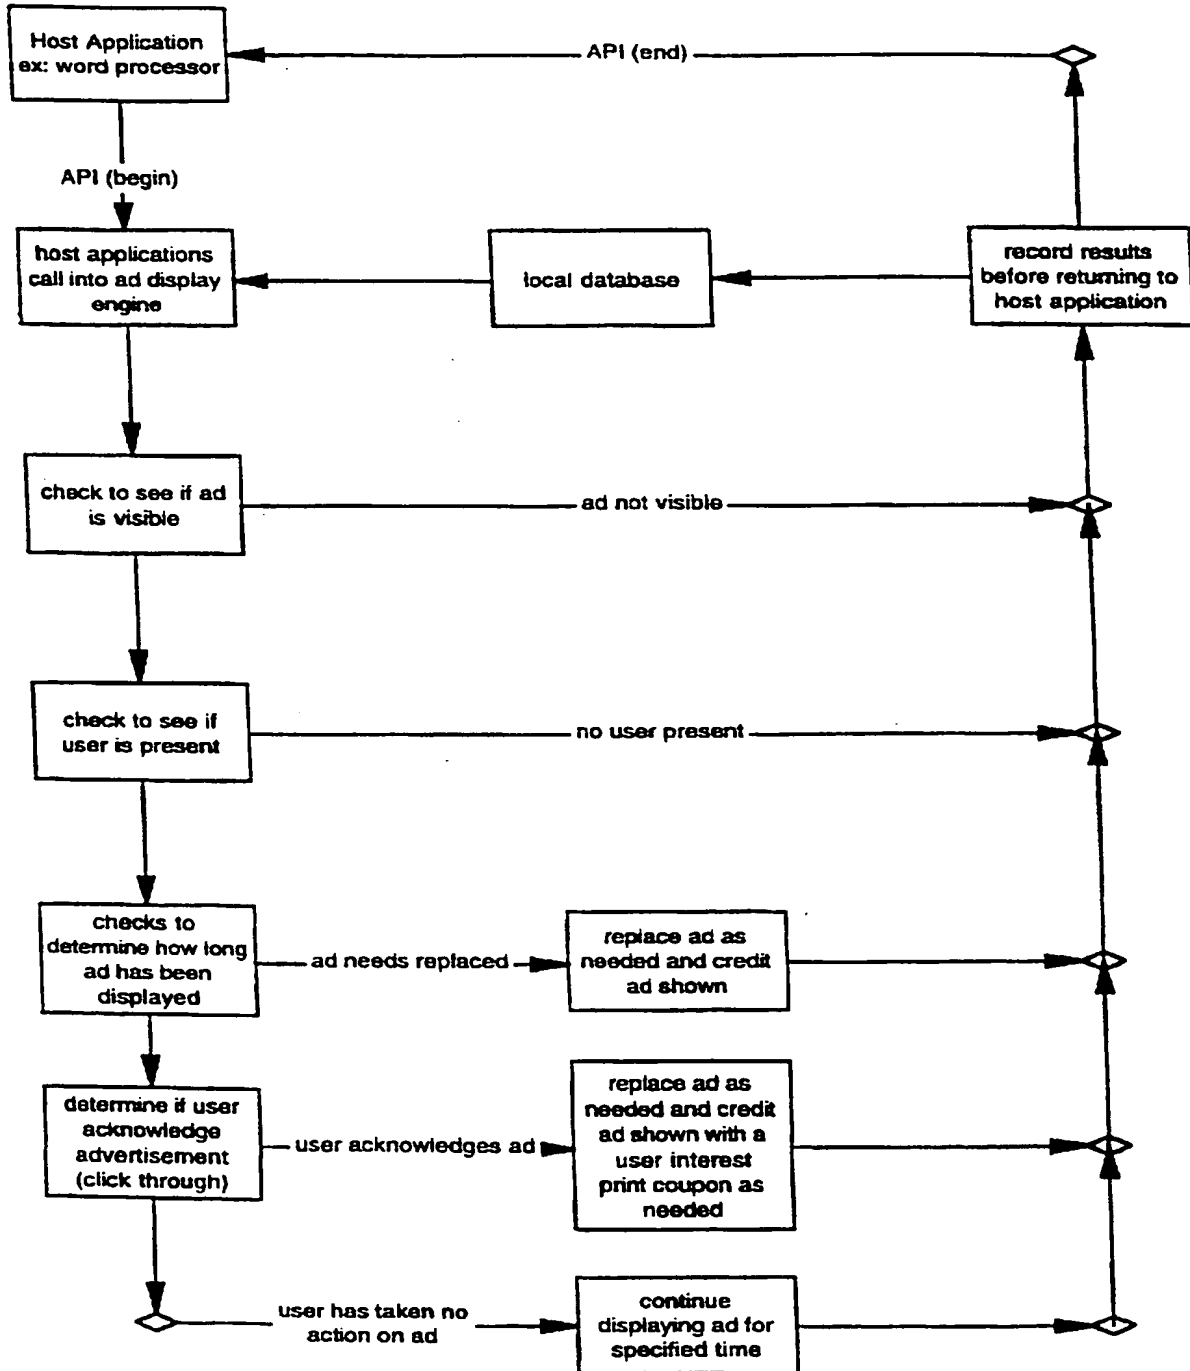 Host Application
ex: word processor
API (end)
API (begin)
host applications
call into ad display
engine
local database
record results
before returning to
host application
check to see if ad
is visible
ad not visible
check to see if
user is present
no user present
checks to
determine how long
ad has been
displayed
ad needs replaced
replace ad as
needed and credit
ad shown
determine if user
acknowledge
advertisement
(click through)
user acknowledges ad
replace ad as
needed and credit
ad shown with a
user interest
print coupon as
needed
user has taken no
action on ad
continue
displaying ad for
specified time